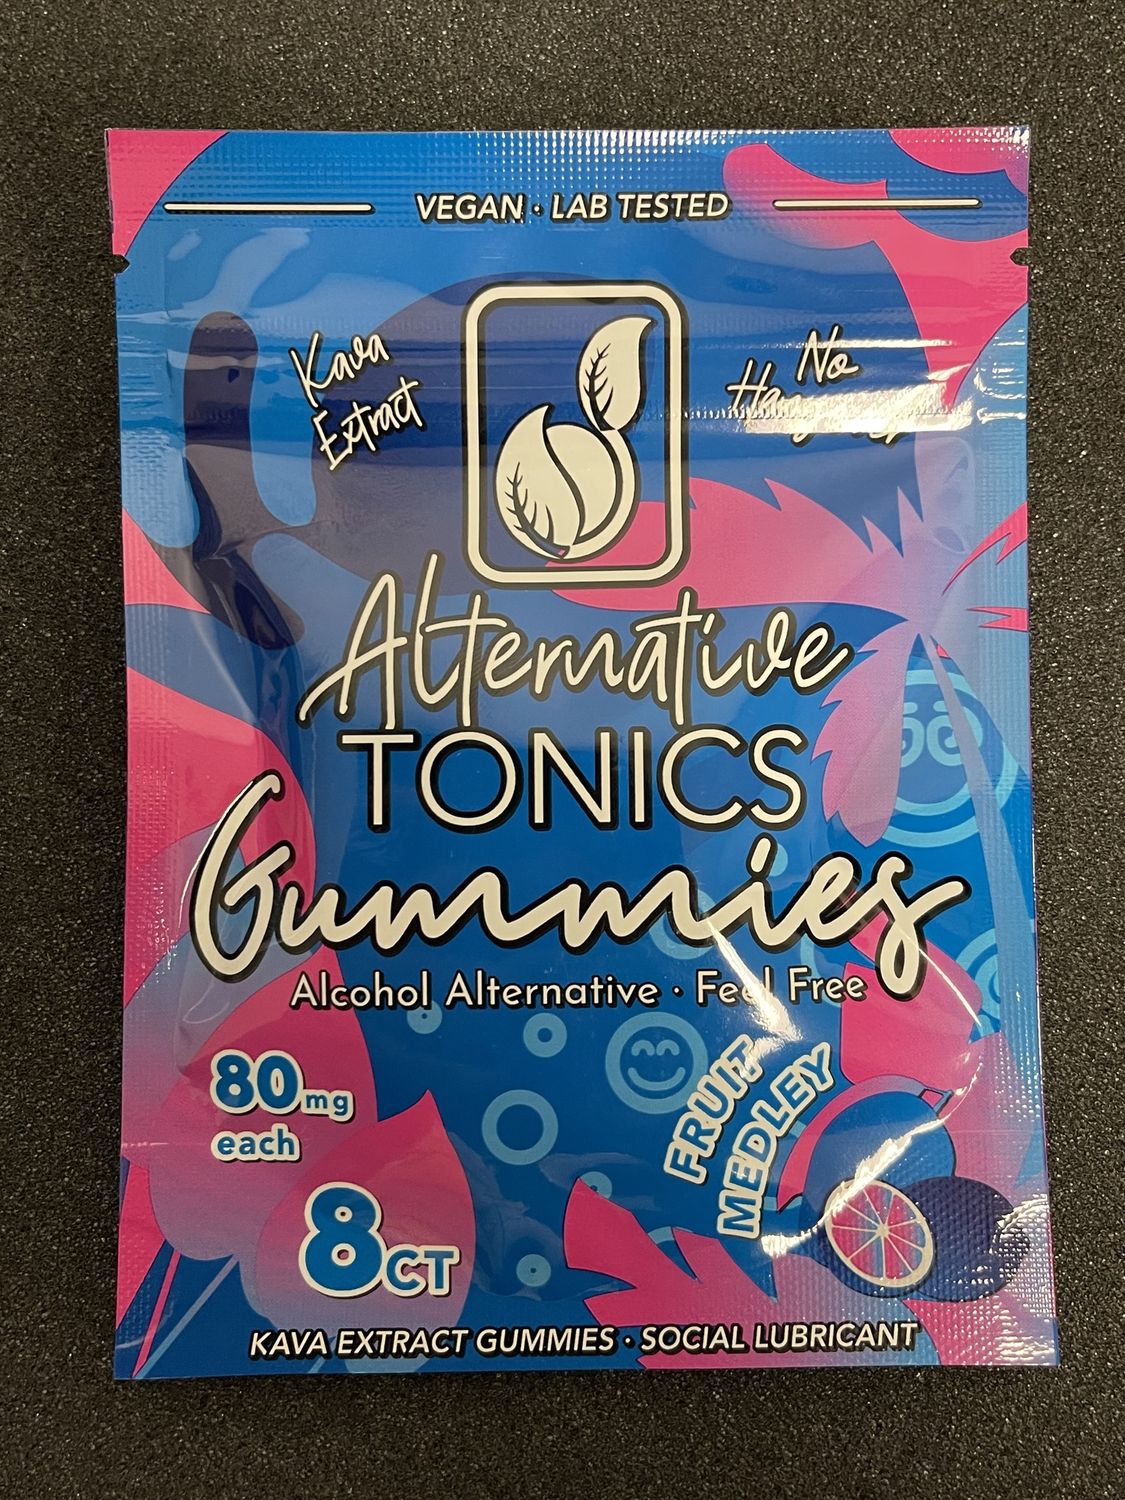 VEGAN · LAB TESTED
Kava
Extract
No
Alternative
TONICS
Gummies
Alcohol Alternative · Feel Free
80mg
each
FRUIT
MEDLEY
8CT
KAVA EXTRACT GUMMIES · SOCIAL LUBRICANT